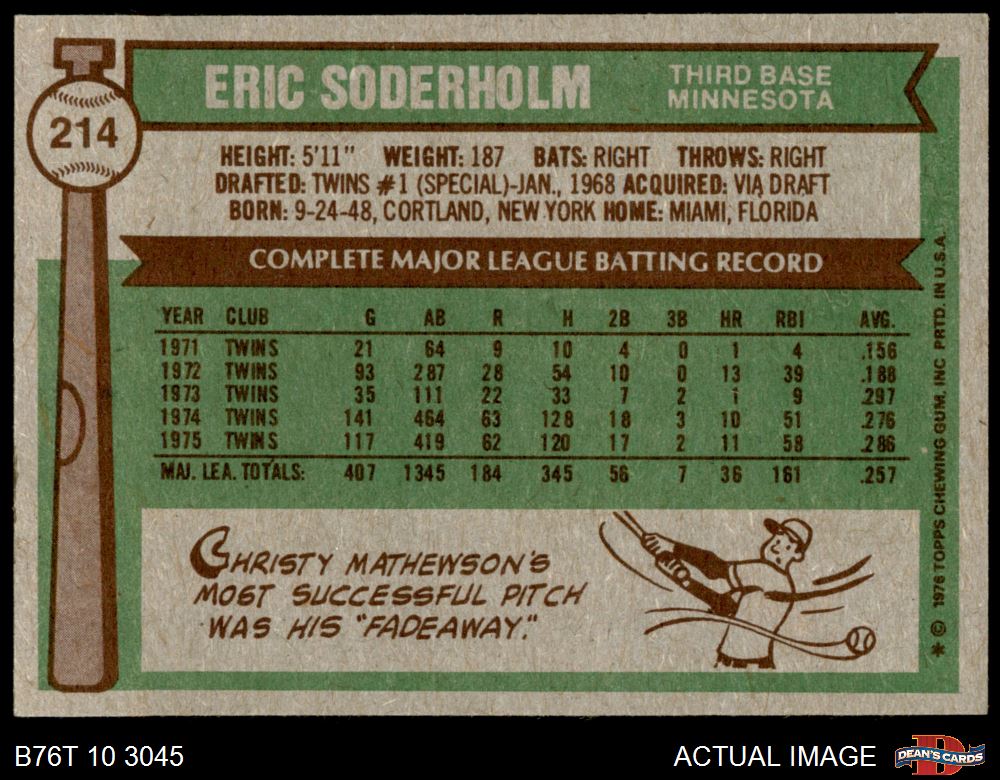 214
ERIC SODERHOLM
THIRD BASE
MINNESOTA
HEIGHT: 5'11" WEIGHT: 187 BATS: RIGHT THROWS: RIGHT
DRAFTED: TWINS #1 (SPECIAL)-JAN., 1968 ACQUIRED: VIA DRAFT
BORN: 9-24-48, CORTLAND, NEW YORK HOME: MIAMI, FLORIDA
COMPLETE MAJOR LEAGUE BATTING RECORD
YEAR CLUB G AB R H 2B 3B HR RBI AVG.
1971 TWINS 21 64 9 10 4 0 1 4 .156
1972 TWINS 93 287 28 54 10 0 13 39 .188
1973 TWINS 35 111 22 33 7 2 1 9 .297
1974 TWINS 141 464 63 128 18 3 10 51 .276
1975 TWINS 117 419 62 120 17 2 11 58 .286
MAJ. LEA. TOTALS: 407 1345 184 345 56 7 36 161 .257
CHRISTY MATHEWSON'S
MOST SUCCESSFUL PITCH
WAS HIS "FADEAWAY."
* © 1976 TOPPS CHEWING GUM, INC. PRTD. IN U.S.A.
B76T 10 3045
ACTUAL IMAGE
D
DEAN'S CARDS